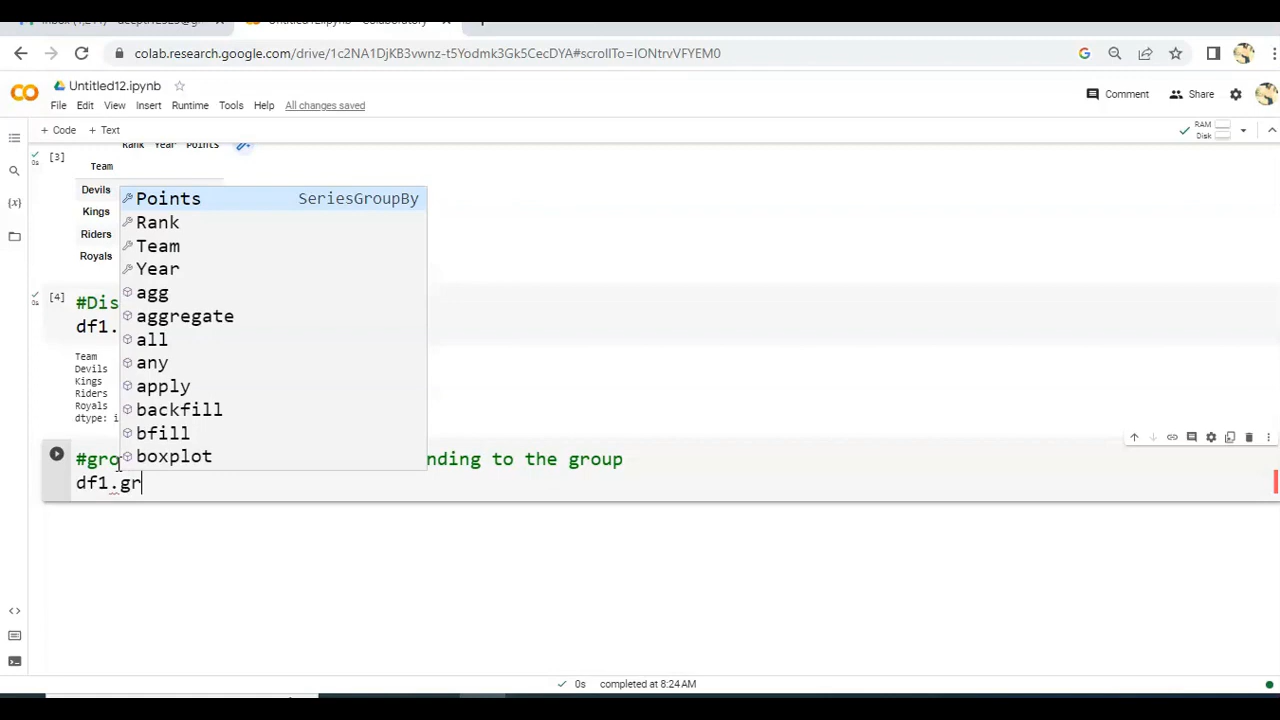 colab.research.google.com/drive/1c2NA1DjKB3vwnz-t5Yodmk3Gk5CecDYA#scrollTo=IONtrvVFYEM0
Untitled12.ipynb
Comment
Share
File Edit View Insert Runtime Tools Help All changes saved
+ Code + Text
RAM
Disk
Rank Year Points
[3]
0s
Team
Devils
Kings
Riders
Royals
Points SeriesGroupBy
Rank
Team
Year
agg
aggregate
all
any
apply
backfill
bfill
boxplot
[4]
0s
#Dis
df1.
Team
Devils
Kings
Riders
Royals
dtype: i
#gro nding to the group
df1.gr
0s completed at 8:24 AM